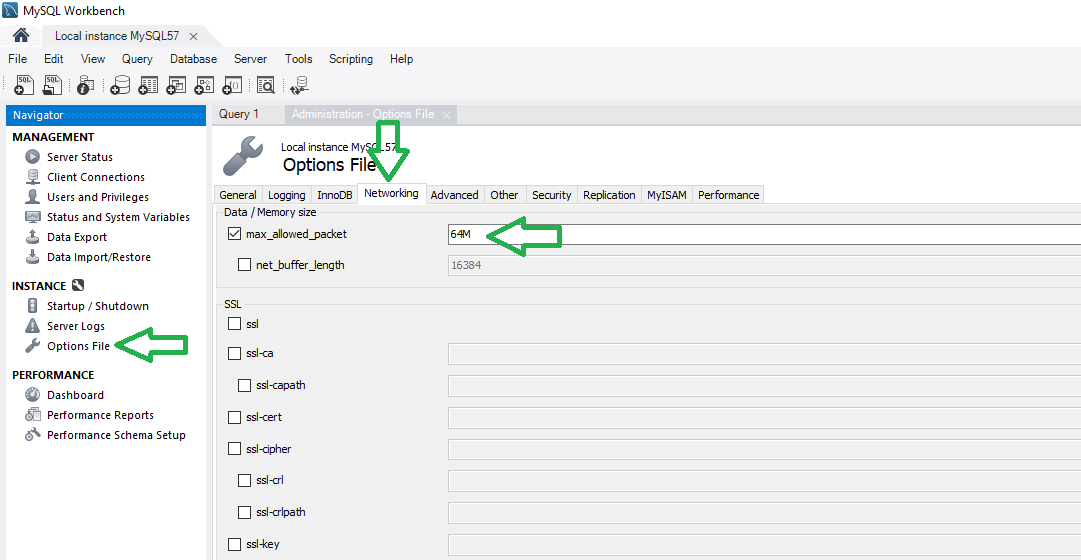 MySQL Workbench
Local instance MySQL57
File Edit View Query Database Server Tools Scripting Help
SQL SQL
Navigator
MANAGEMENT
Server Status
Client Connections
Users and Privileges
Status and System Variables
Data Export
Data Import/Restore
INSTANCE
Startup / Shutdown
Server Logs
Options File
PERFORMANCE
Dashboard
Performance Reports
Performance Schema Setup
Query 1 Administration - Options File
Local instance MySQL57
Options File
General Logging InnoDB Networking Advanced Other Security Replication MyISAM Performance
Data / Memory size
max_allowed_packet 64M
net_buffer_length 16384
SSL
ssl
ssl-ca
ssl-capath
ssl-cert
ssl-cipher
ssl-crl
ssl-crlpath
ssl-key